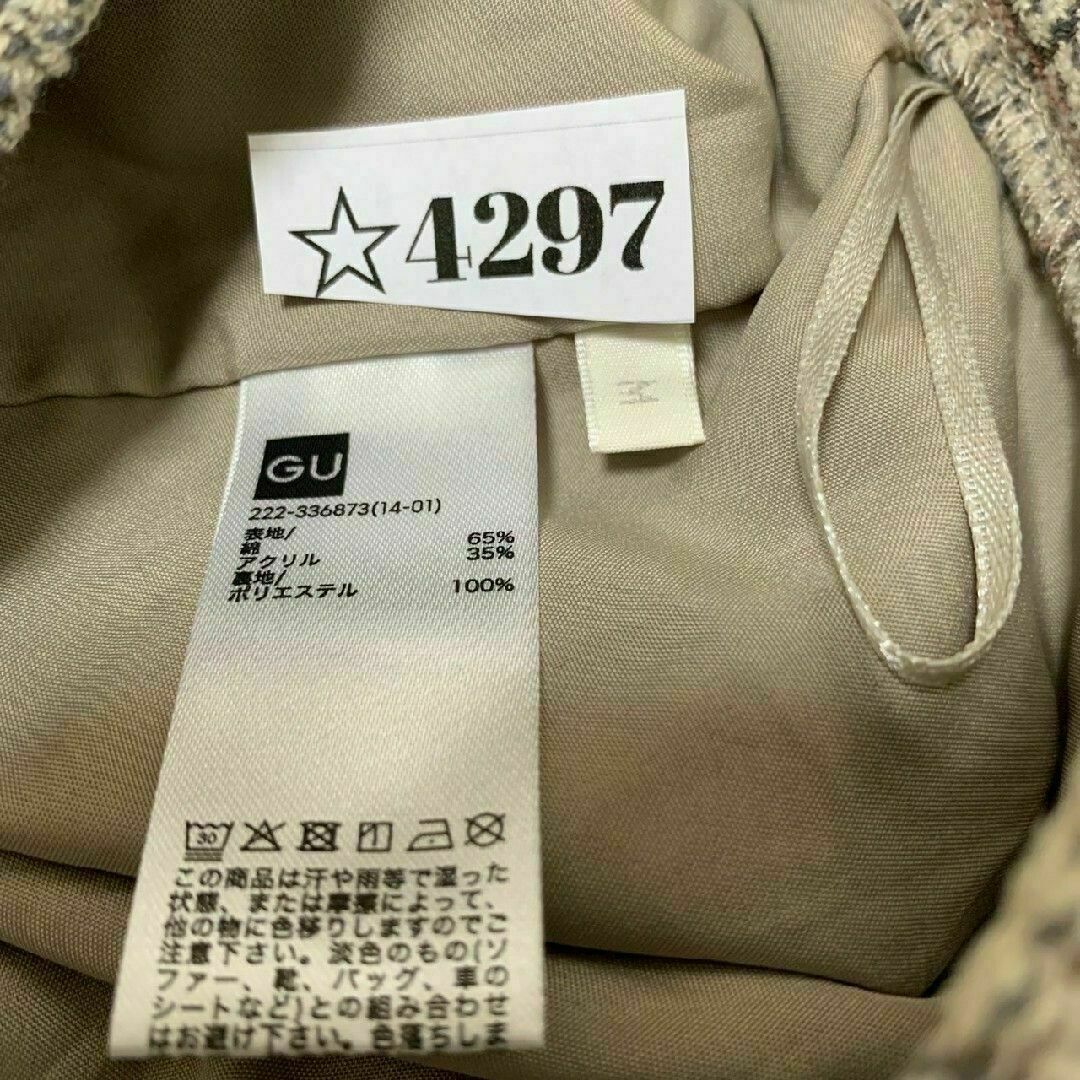 ☆4297
M
GU
222-336873(14-01)
表地/
綿 65%
アクリル 35%
裏地/
ポリエステル 100%
30
この商品は汗や雨等で湿った
状態、または摩擦によって、
他の物に色移りしますのでご
注意下さい。淡色のもの(ソ
ファー、靴、バッグ、車の
シートなど)との組み合わせ
はお避け下さい。色落ちしま